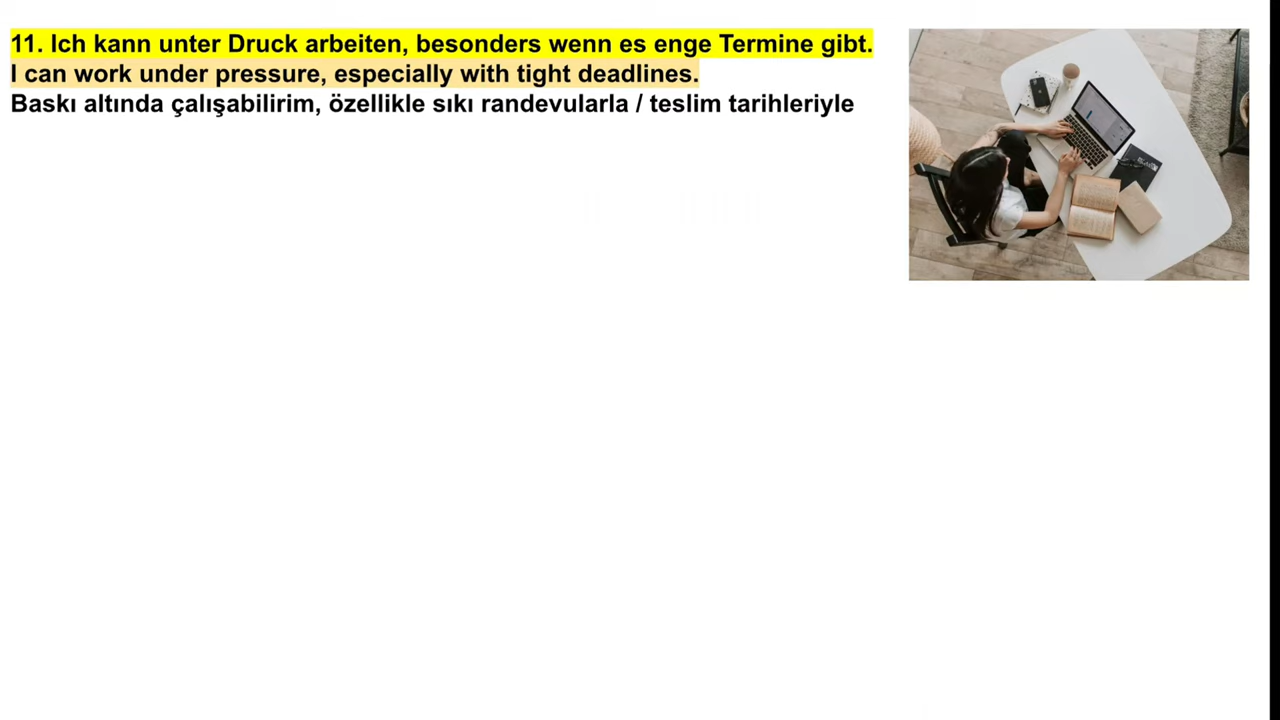 11. Ich kann unter Druck arbeiten, besonders wenn es enge Termine gibt.
I can work under pressure, especially with tight deadlines.
Baskı altında çalışabilirim, özellikle sıkı randevularla / teslim tarihleriyle